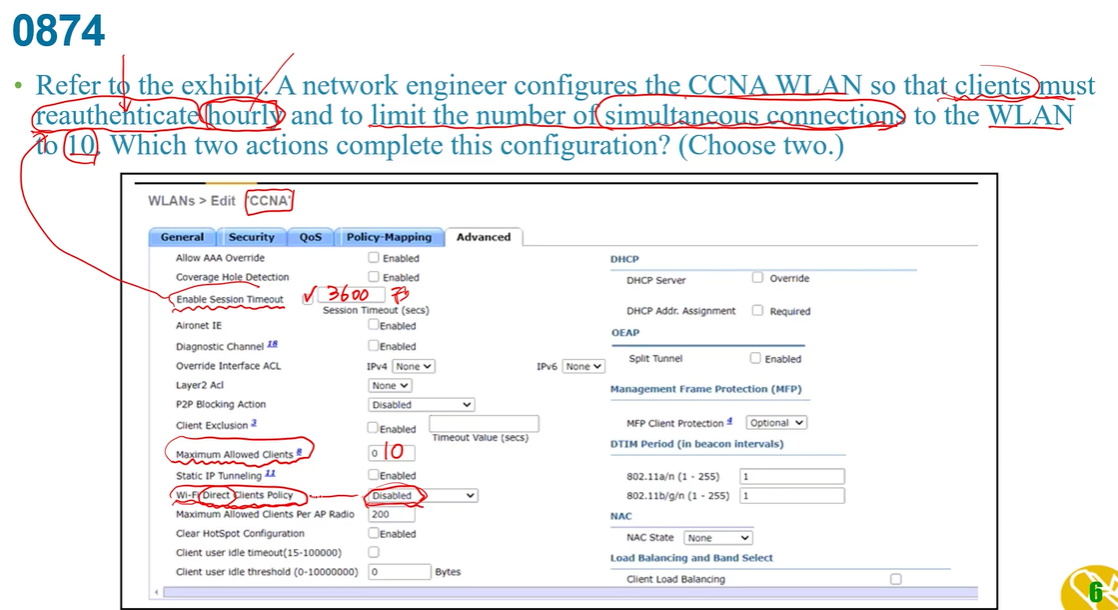 0874
• Refer to the exhibit. A network engineer configures the CCNA WLAN so that clients must
reauthenticate hourly and to limit the number of simultaneous connections to the WLAN
to 10. Which two actions complete this configuration? (Choose two.)
WLANs > Edit 'CCNA'
General Security QoS Policy-Mapping Advanced
Allow AAA Override Enabled
Coverage Hole Detection Enabled
Enable Session Timeout ✓ 3600
Session Timeout (secs)
Aironet IE Enabled
Diagnostic Channel 18 Enabled
Override Interface ACL IPv4 None IPv6 None
Layer2 Acl None
P2P Blocking Action Disabled
Client Exclusion 3 Enabled
Timeout Value (secs)
Maximum Allowed Clients 8 0 10
Static IP Tunneling 11 Enabled
Wi-Fi Direct Clients Policy Disabled
Maximum Allowed Clients Per AP Radio 200
Clear HotSpot Configuration Enabled
Client user idle timeout(15-100000)
Client user idle threshold (0-10000000) 0 Bytes
DHCP
DHCP Server Override
DHCP Addr. Assignment Required
OEAP
Split Tunnel Enabled
Management Frame Protection (MFP)
MFP Client Protection 4 Optional
DTIM Period (in beacon intervals)
802.11a/n (1 - 255) 1
802.11b/g/n (1 - 255) 1
NAC
NAC State None
Load Balancing and Band Select
Client Load Balancing
6